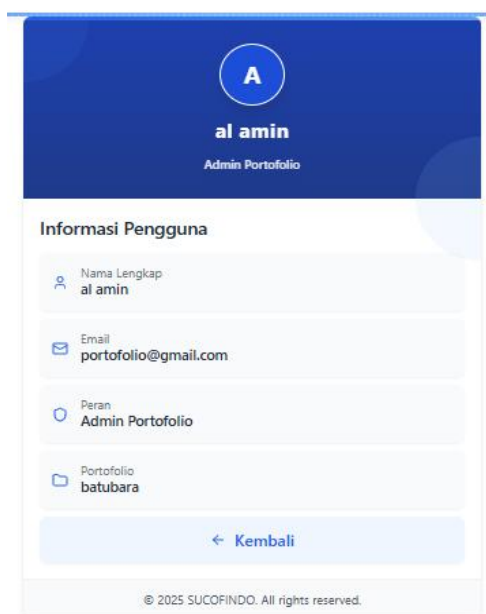 A
al amin
Admin Portofolio
Informasi Pengguna
Nama Lengkap
al amin
Email
portofolio@gmail.com
Peran
Admin Portofolio
Portofolio
batubara
← Kembali
© 2025 SUCOFINDO. All rights reserved.